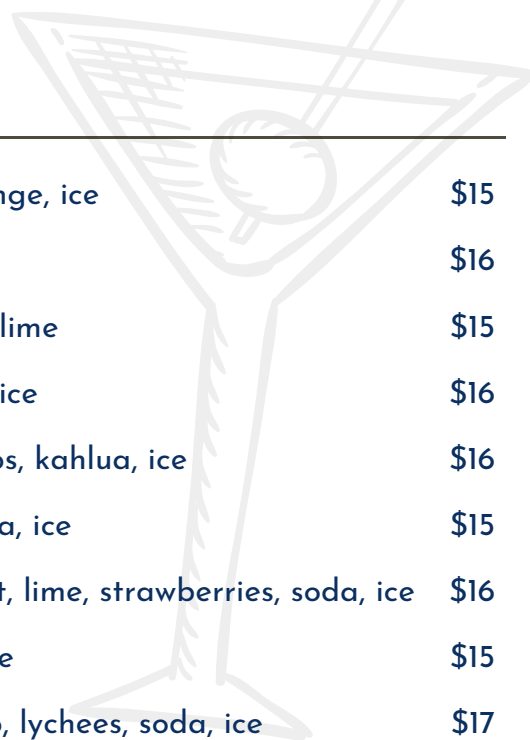 nge, ice $15
$16
lime $15
ice $16
os, kahlua, ice $16
a, ice $15
t, lime, strawberries, soda, ice $16
e $15
, lychees, soda, ice $17